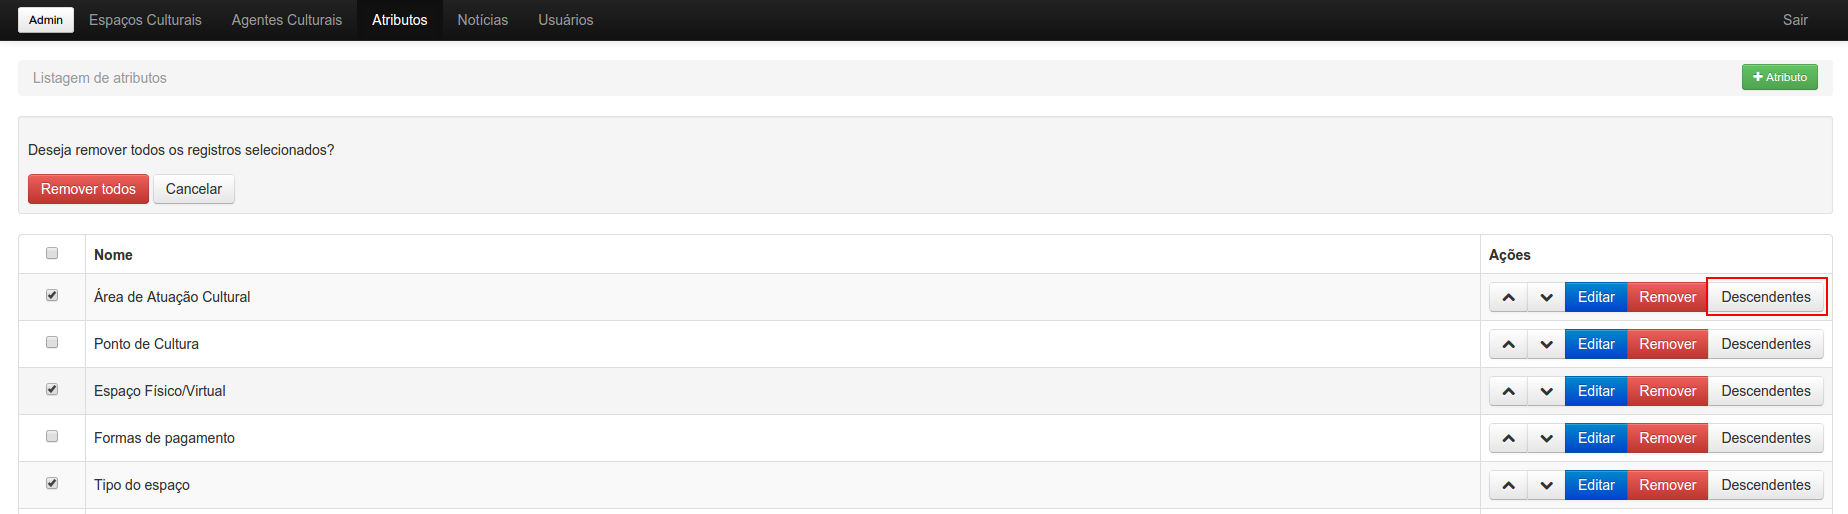 Admin Espaços Culturais Agentes Culturais Atributos Notícias Usuários Sair
Listagem de atributos + Atributo
Deseja remover todos os registros selecionados?
Remover todos Cancelar
Nome Ações
Área de Atuação Cultural Editar Remover Descendentes
Ponto de Cultura Editar Remover Descendentes
Espaço Físico/Virtual Editar Remover Descendentes
Formas de pagamento Editar Remover Descendentes
Tipo do espaço Editar Remover Descendentes